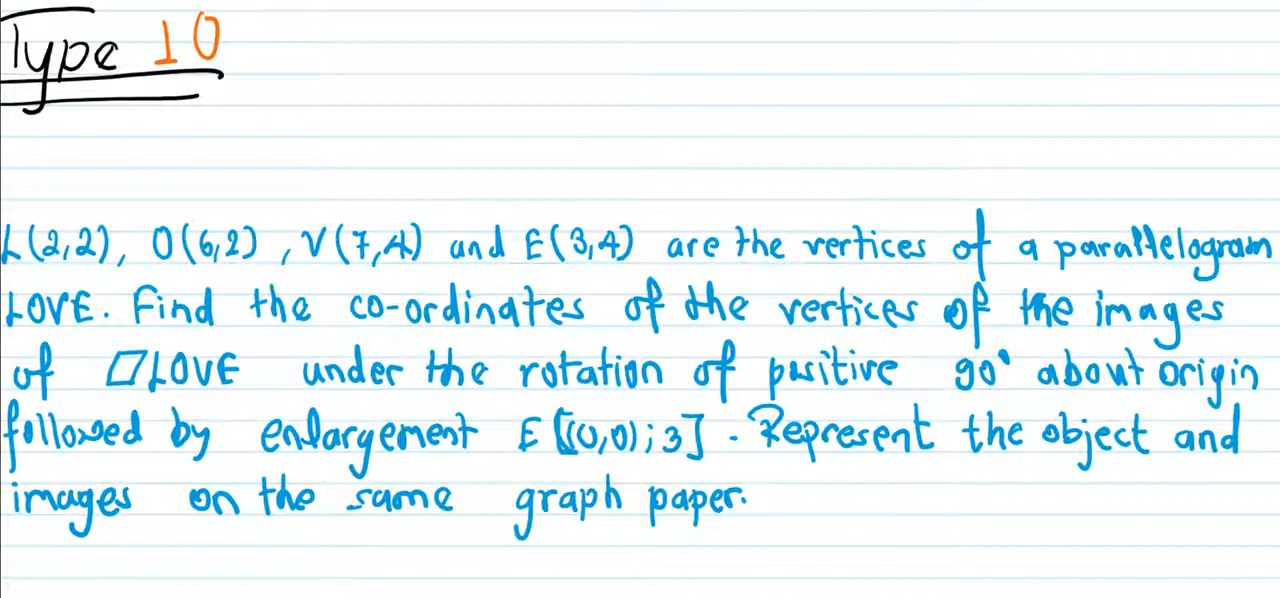 Type 10
L(2,2), O(6,2), V(7,4) and E(3,4) are the vertices of a parallelogram
LOVE. Find the co-ordinates of the vertices of the images
of ▱LOVE under the rotation of positive 90° about origin
followed by enlargement E[(0,0);3]. Represent the object and
images on the same graph paper.